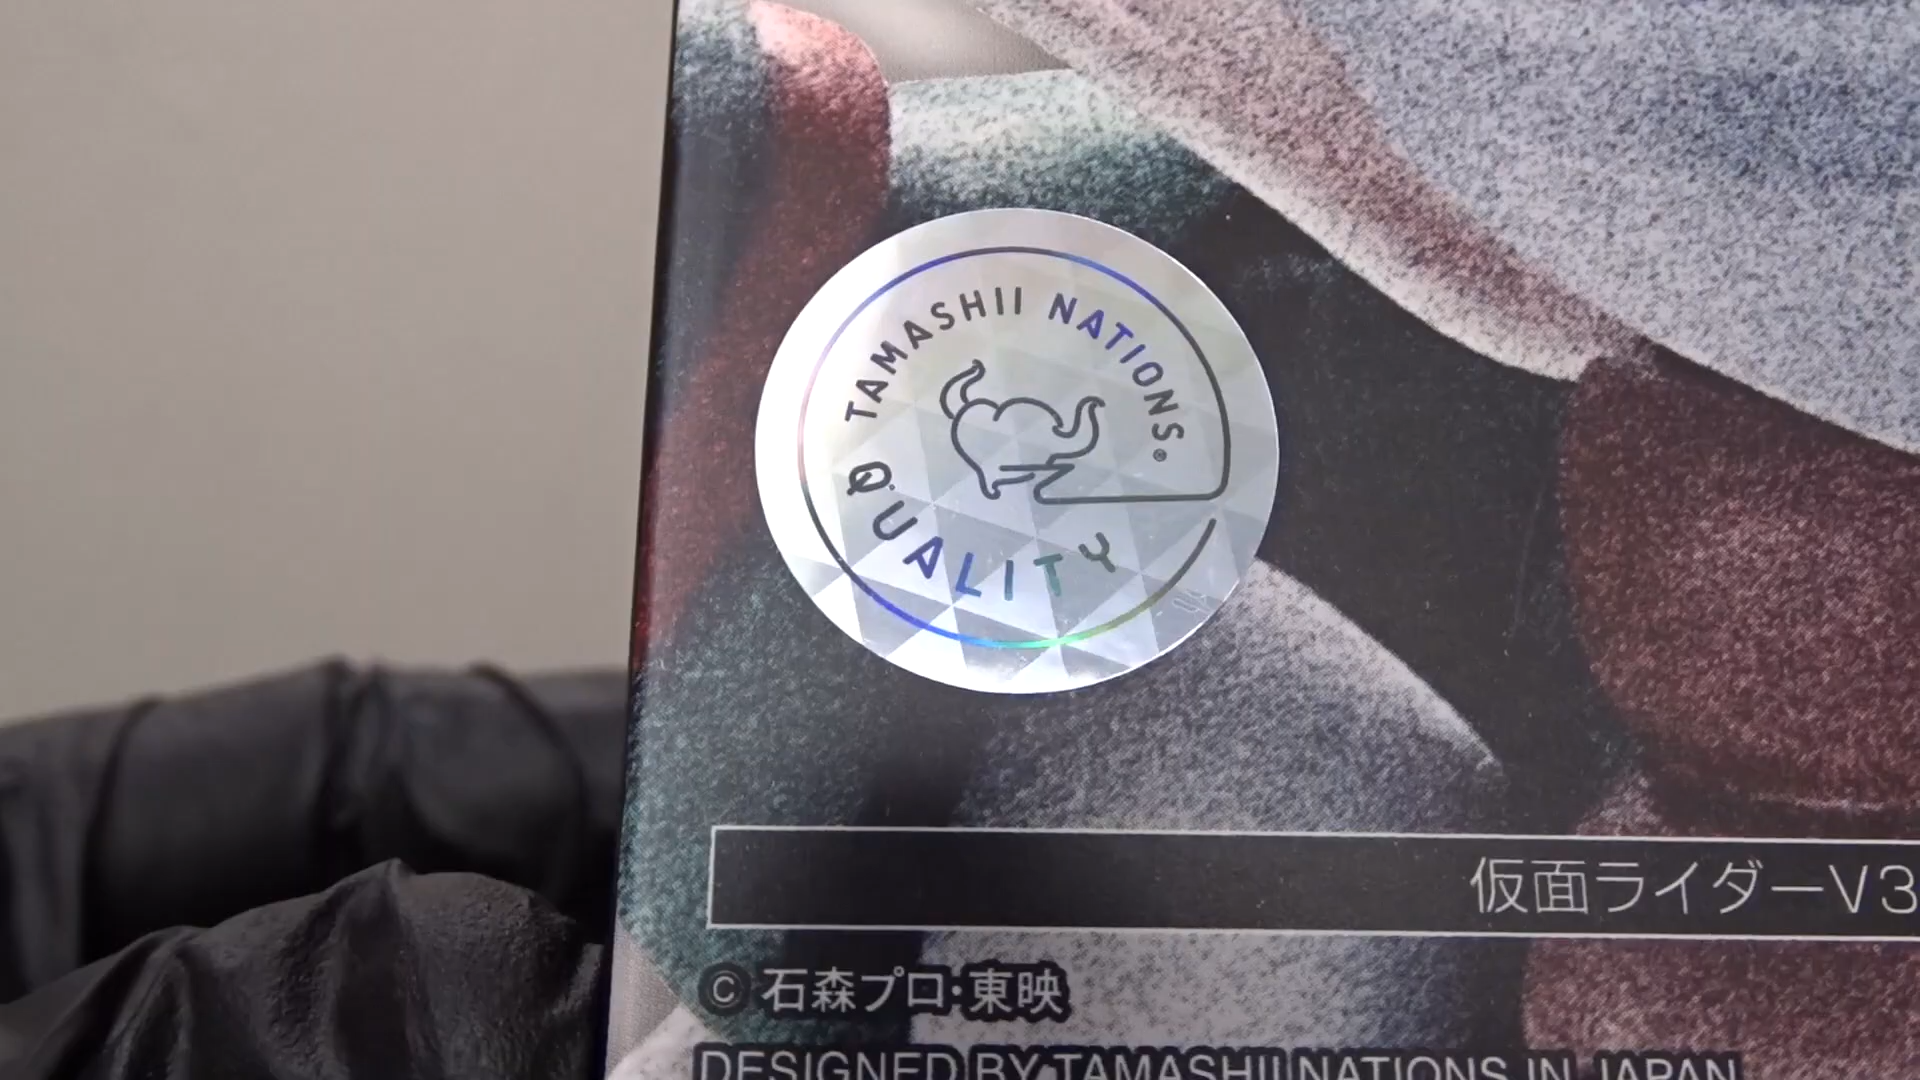 TAMASHII NATIONS
QUALITY
仮面ライダーV3
© 石森プロ・東映
DESIGNED BY TAMASHII NATIONS IN JAPAN